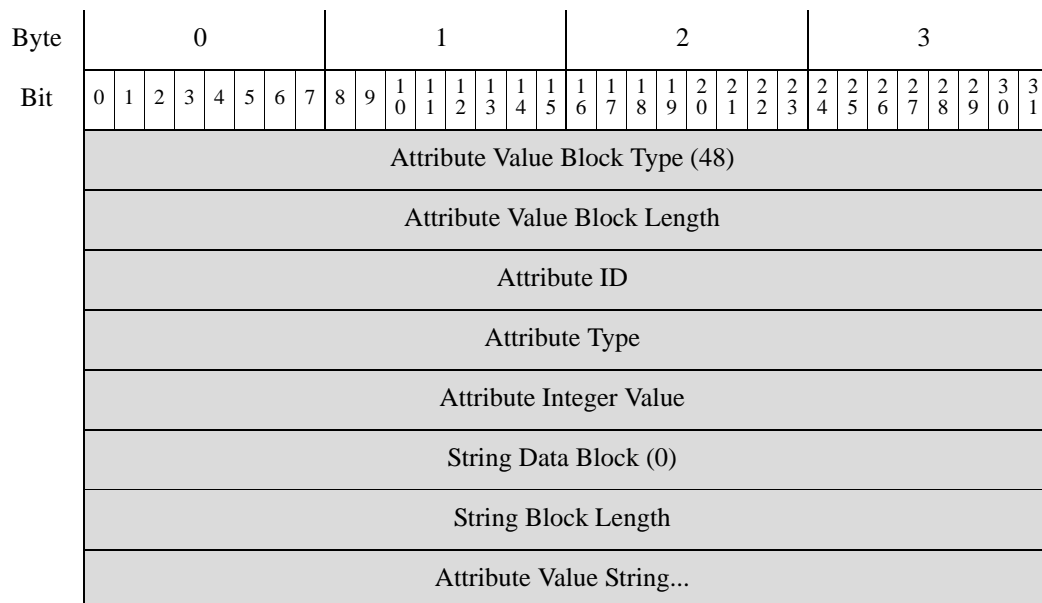 Byte 0 1 2 3
Bit 0 1 2 3 4 5 6 7 8 9 10 11 12 13 14 15 16 17 18 19 20 21 22 23 24 25 26 27 28 29 30 31
Attribute Value Block Type (48)
Attribute Value Block Length
Attribute ID
Attribute Type
Attribute Integer Value
String Data Block (0)
String Block Length
Attribute Value String...